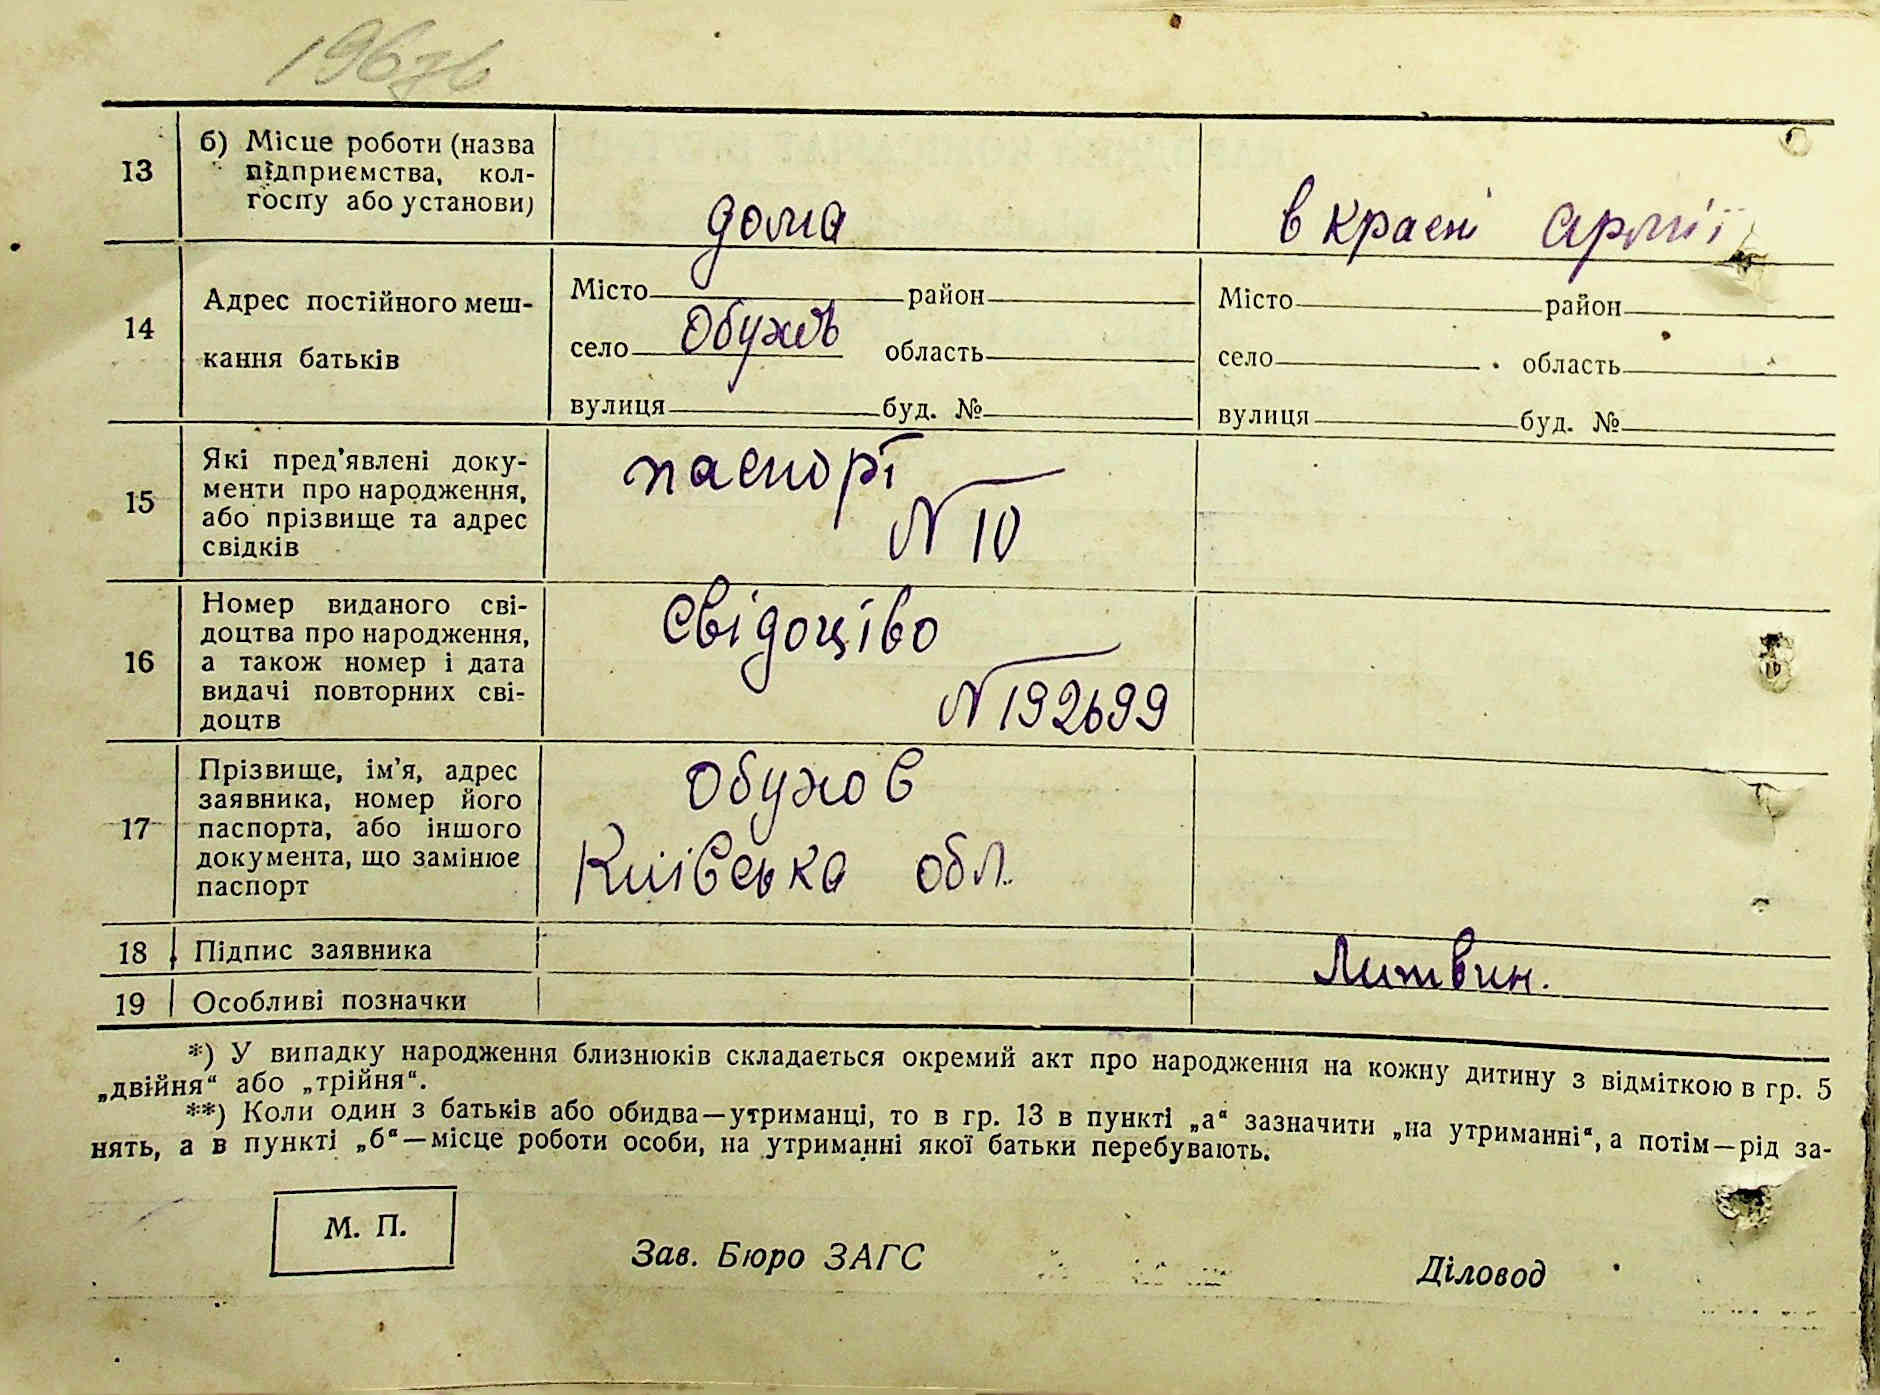 196зв
13
б) Місце роботи (назва
підприємства, кол-
госпу або установи)
дома
в красні армиї
14
Адрес постійного меш-
кання батьків
Місто район
село Обухов область
вулиця буд. №
Місто район
село область
вулиця буд. №
15
Які пред'явлені доку-
менти про народження,
або прізвище та адрес
свідків
паспорт
N 10
16
Номер виданого сві-
доцтва про народження,
а також номер і дата
видачі повторних сві-
доцтв
Свідоцтво
N 192699
17
Прізвище, ім'я, адрес
заявника, номер його
паспорта, або іншого
документа, що замінює
паспорт
Обухов
Київська обл.
18 Підпис заявника
Литвин.
19 Особливі позначки
*) У випадку народження близнюків складається окремий акт про народження на кожну дитину з відміткою в гр. 5
„двійня“ або „трійня“.
**) Коли один з батьків або обидва—утриманці, то в гр. 13 в пункті „а“ зазначити „на утриманні“, а потім—рід за-
нять, а в пункті „б“—місце роботи особи, на утриманні якої батьки перебувають.
М. П.
Зав. Бюро ЗАГС
Діловод